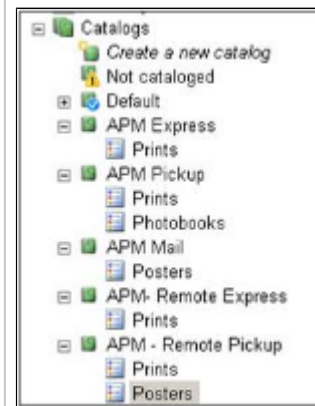 Catalogs
Create a new catalog
Not cataloged
Default
APM Express
Prints
APM Pickup
Prints
Photobooks
APM Mail
Posters
APM- Remote Express
Prints
APM - Remote Pickup
Prints
Posters